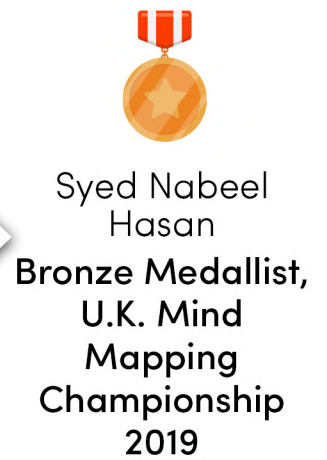 Syed Nabeel
Hasan
Bronze Medallist,
U.K. Mind
Mapping
Championship
2019